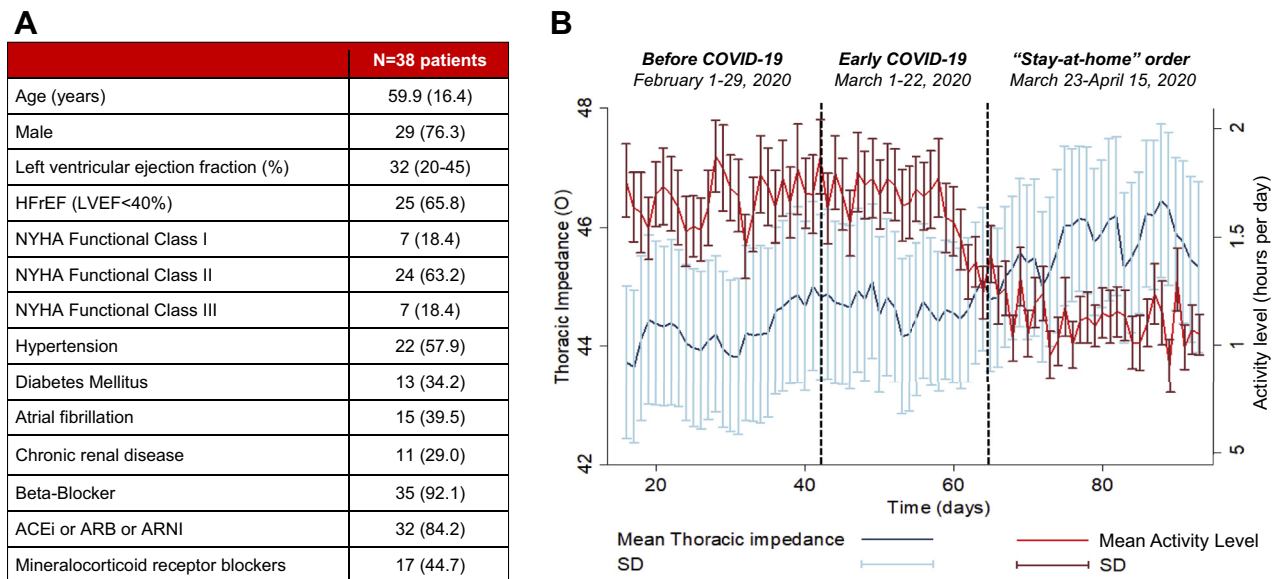 A
N=38 patients
Age (years) 59.9 (16.4)
Male 29 (76.3)
Left ventricular ejection fraction (%) 32 (20-45)
HFrEF (LVEF<40%) 25 (65.8)
NYHA Functional Class I 7 (18.4)
NYHA Functional Class II 24 (63.2)
NYHA Functional Class III 7 (18.4)
Hypertension 22 (57.9)
Diabetes Mellitus 13 (34.2)
Atrial fibrillation 15 (39.5)
Chronic renal disease 11 (29.0)
Beta-Blocker 35 (92.1)
ACEi or ARB or ARNI 32 (84.2)
Mineralocorticoid receptor blockers 17 (44.7)
B
Before COVID-19
February 1-29, 2020
Early COVID-19
March 1-22, 2020
“Stay-at-home” order
March 23-April 15, 2020
Thoracic Impedance (O)
48
46
44
42
20 40 60 80
Time (days)
2
1.5
1
5
Activity level (hours per day)
Mean Thoracic impedance
SD
Mean Activity Level
SD